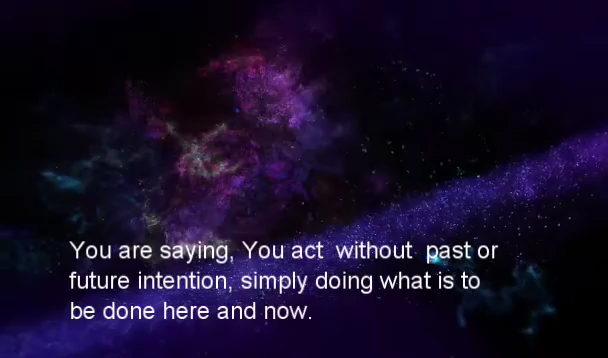 You are saying, You act  without  past or
future intention, simply doing what is to
be done here and now.